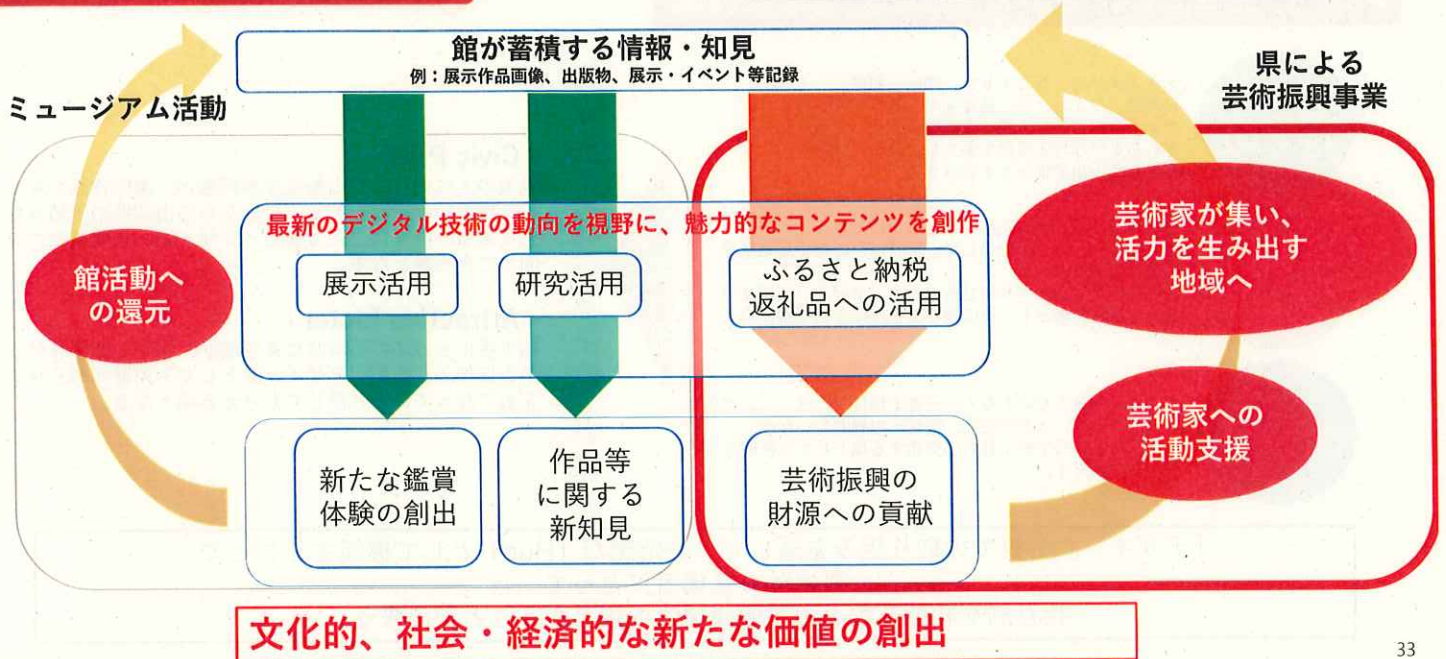 館が蓄積する情報・知見
例：展示作品画像、出版物、展示・イベント等記録
ミュージアム活動
県による
芸術振興事業
最新のデジタル技術の動向を視野に、魅力的なコンテンツを創作
館活動へ
の還元
展示活用
研究活用
ふるさと納税
返礼品への活用
芸術家が集い、
活力を生み出す
地域へ
芸術家への
活動支援
新たな鑑賞
体験の創出
作品等
に関する
新知見
芸術振興の
財源への貢献
文化的、社会・経済的な新たな価値の創出
33